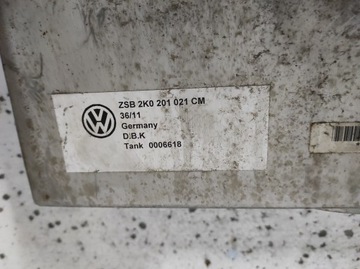 ZSB 2K0 201 021 CM
36/11
Germany
D.B.K
Tank 0006618